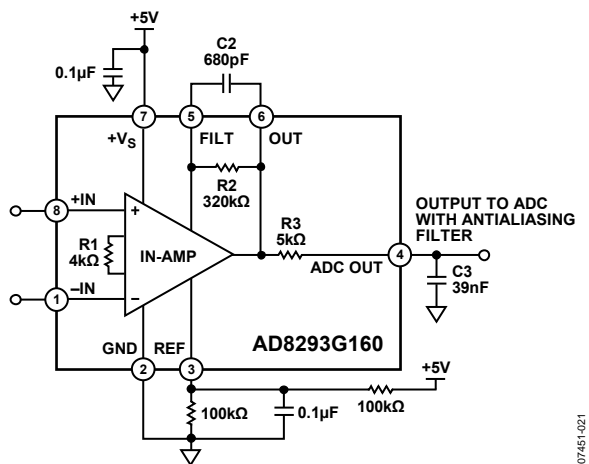 +5V
0.1µF
C2
680pF
7
5
6
+VS
FILT
OUT
R2
320kΩ
8
+IN
+
R1
4kΩ
IN-AMP
R3
5kΩ
OUTPUT TO ADC
WITH ANTIALIASING
FILTER
4
ADC OUT
C3
39nF
1
–IN
–
GND
REF
AD8293G160
2
3
+5V
100kΩ
0.1µF
100kΩ
07451-021